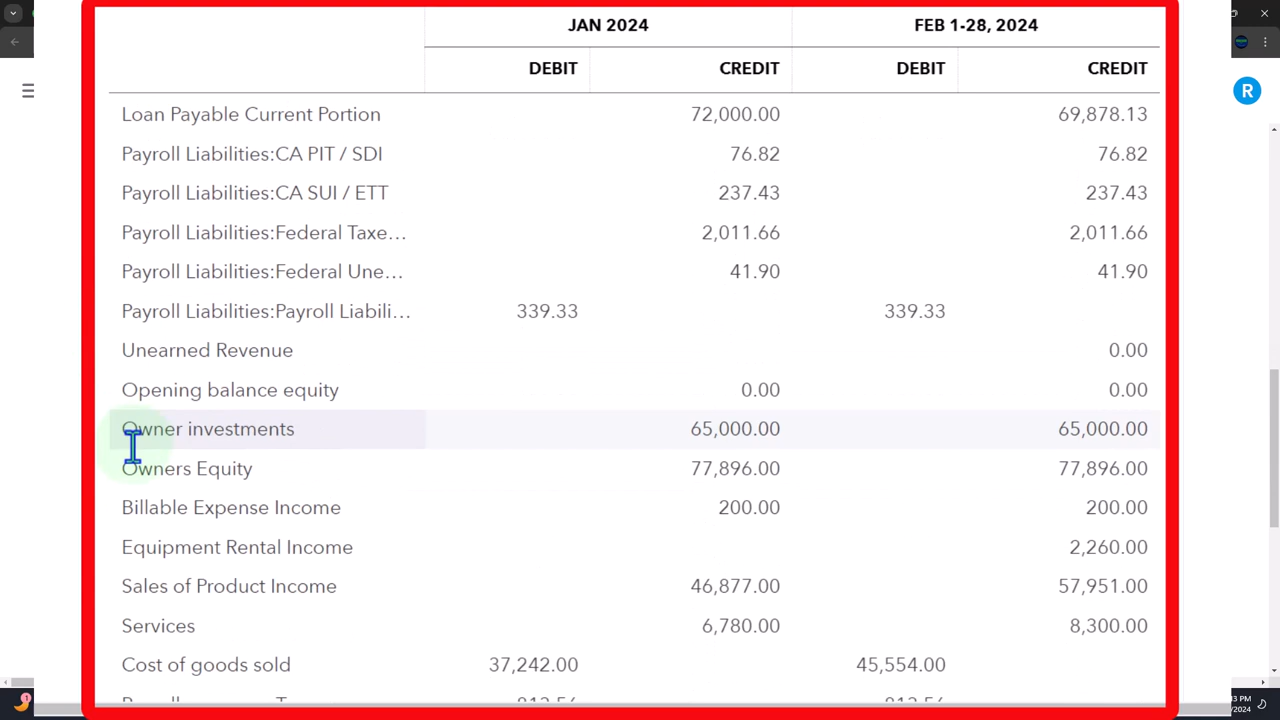 JAN 2024 FEB 1-28, 2024
DEBIT CREDIT DEBIT CREDIT
Loan Payable Current Portion 72,000.00 69,878.13
Payroll Liabilities:CA PIT / SDI 76.82 76.82
Payroll Liabilities:CA SUI / ETT 237.43 237.43
Payroll Liabilities:Federal Taxe… 2,011.66 2,011.66
Payroll Liabilities:Federal Une… 41.90 41.90
Payroll Liabilities:Payroll Liabili… 339.33 339.33
Unearned Revenue 0.00
Opening balance equity 0.00 0.00
Owner investments 65,000.00 65,000.00
Owners Equity 77,896.00 77,896.00
Billable Expense Income 200.00 200.00
Equipment Rental Income 2,260.00
Sales of Product Income 46,877.00 57,951.00
Services 6,780.00 8,300.00
Cost of goods sold 37,242.00 45,554.00
R
1